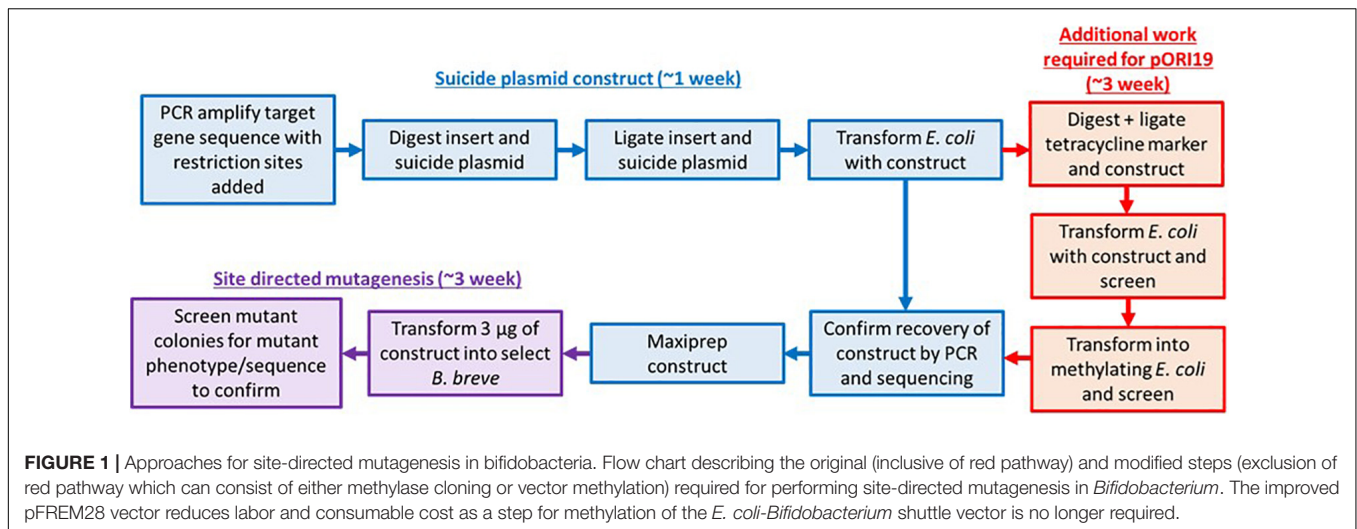 Additional work
required for pORI19
(~3 week)
Suicide plasmid construct (~1 week)
PCR amplify target
gene sequence with
restriction sites
added
Digest insert and
suicide plasmid
Ligate insert and
suicide plasmid
Transform E. coli
with construct
Digest + ligate
tetracycline marker
and construct
Transform E. coli
with construct and
screen
Transform into
methylating E. coli
and screen
Confirm recovery of
construct by PCR
and sequencing
Maxiprep
construct
Site directed mutagenesis (~3 week)
Transform 3 µg of
construct into select
B. breve
Screen mutant
colonies for mutant
phenotype/sequence
to confirm
FIGURE 1 | Approaches for site-directed mutagenesis in bifidobacteria. Flow chart describing the original (inclusive of red pathway) and modified steps (exclusion of
red pathway which can consist of either methylase cloning or vector methylation) required for performing site-directed mutagenesis in Bifidobacterium. The improved
pFREM28 vector reduces labor and consumable cost as a step for methylation of the E. coli-Bifidobacterium shuttle vector is no longer required.